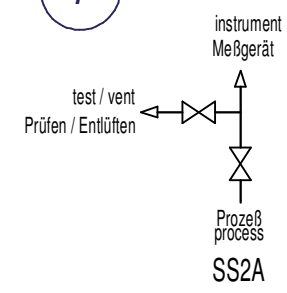 instrument
Meßgerät
test / vent
Prüfen / Entlüften
Prozeß
process
SS2A